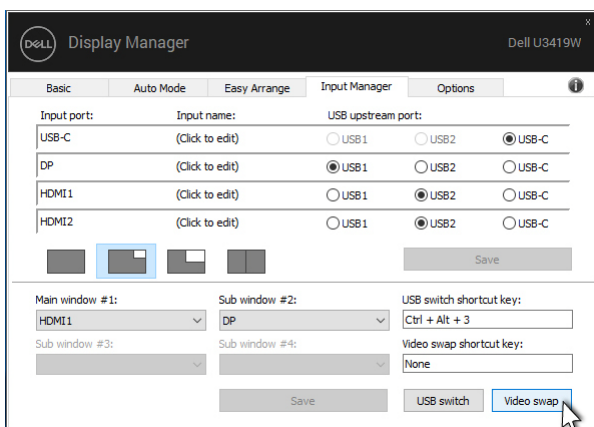 DELL Display Manager Dell U3419W
Basic Auto Mode Easy Arrange Input Manager Options
Input port: Input name: USB upstream port:
USB-C (Click to edit) USB1 USB2 USB-C
DP (Click to edit) USB1 USB2 USB-C
HDMI1 (Click to edit) USB1 USB2 USB-C
HDMI2 (Click to edit) USB1 USB2 USB-C
Save
Main window #1: Sub window #2: USB switch shortcut key:
HDMI1 DP Ctrl + Alt + 3
Sub window #3: Sub window #4: Video swap shortcut key:
None
Save USB switch Video swap